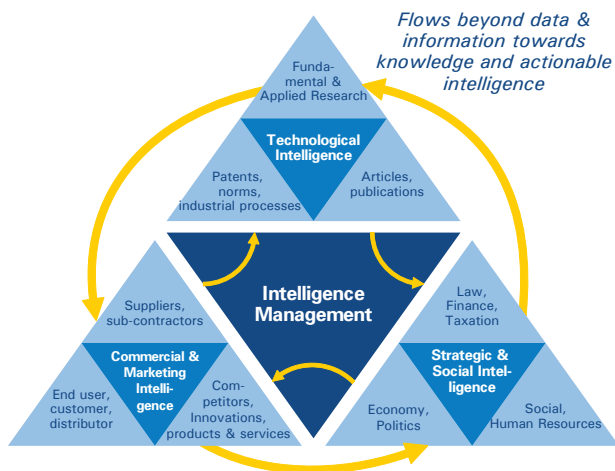 Flows beyond data &
information towards
knowledge and actionable
intelligence
Funda-
mental &
Applied Research
Technological
Intelligence
Patents,
norms,
industrial processes
Articles,
publications
Intelligence
Management
Suppliers,
sub-contractors
Commercial &
Marketing
Intelli-
gence
End user,
customer,
distributor
Com-
petitors,
Innovations,
products & services
Law,
Finance,
Taxation
Strategic &
Social Intel-
ligence
Economy,
Politics
Social,
Human Resources